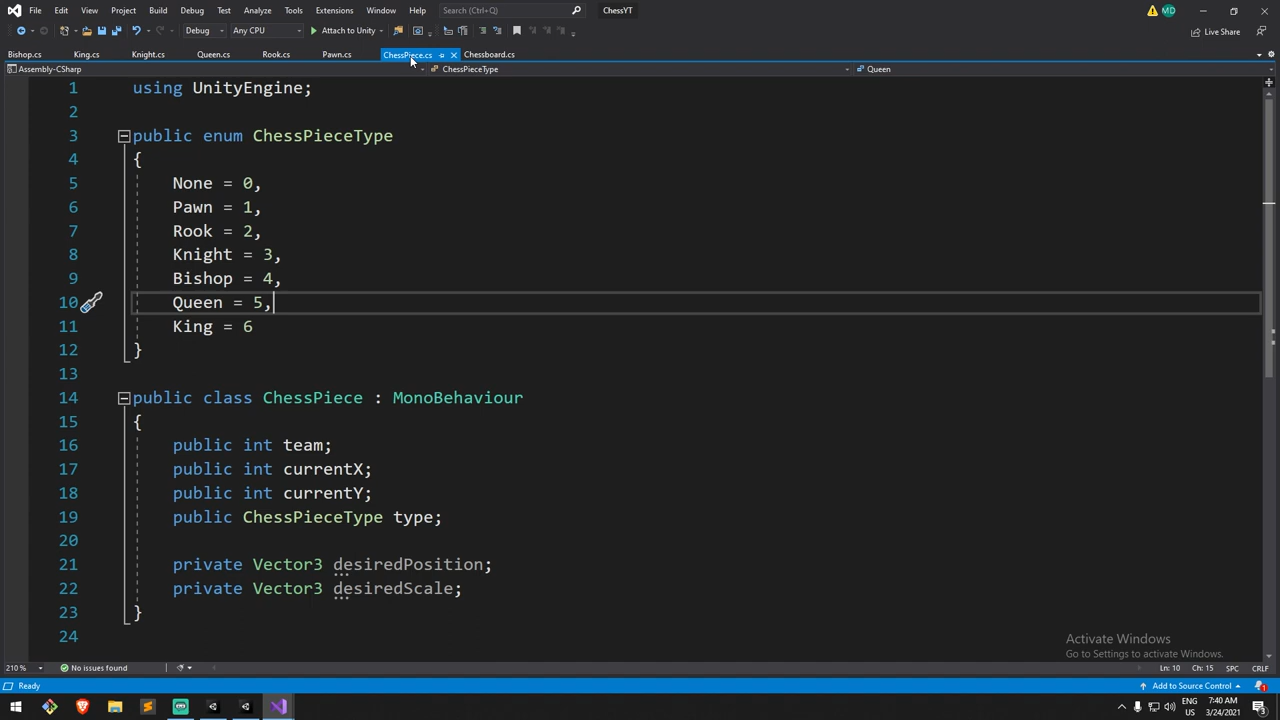 File Edit View Project Build Debug Test Analyze Tools Extensions Window Help Search (Ctrl+Q) ChessYT MD
Debug Any CPU Attach to Unity Live Share
Bishop.cs King.cs Knight.cs Queen.cs Rook.cs Pawn.cs ChessPiece.cs Chessboard.cs
Assembly-CSharp ChessPieceType Queen
1 using UnityEngine;
2
3 public enum ChessPieceType
4 {
5 None = 0,
6 Pawn = 1,
7 Rook = 2,
8 Knight = 3,
9 Bishop = 4,
10 Queen = 5,
11 King = 6
12 }
13
14 public class ChessPiece : MonoBehaviour
15 {
16 public int team;
17 public int currentX;
18 public int currentY;
19 public ChessPieceType type;
20
21 private Vector3 desiredPosition;
22 private Vector3 desiredScale;
23 }
24
Activate Windows
Go to Settings to activate Windows.
210 % No issues found Ln: 10 Ch: 15 SPC CRLF
Ready Add to Source Control 1
ENG 7:40 AM
US 3/24/2021 3